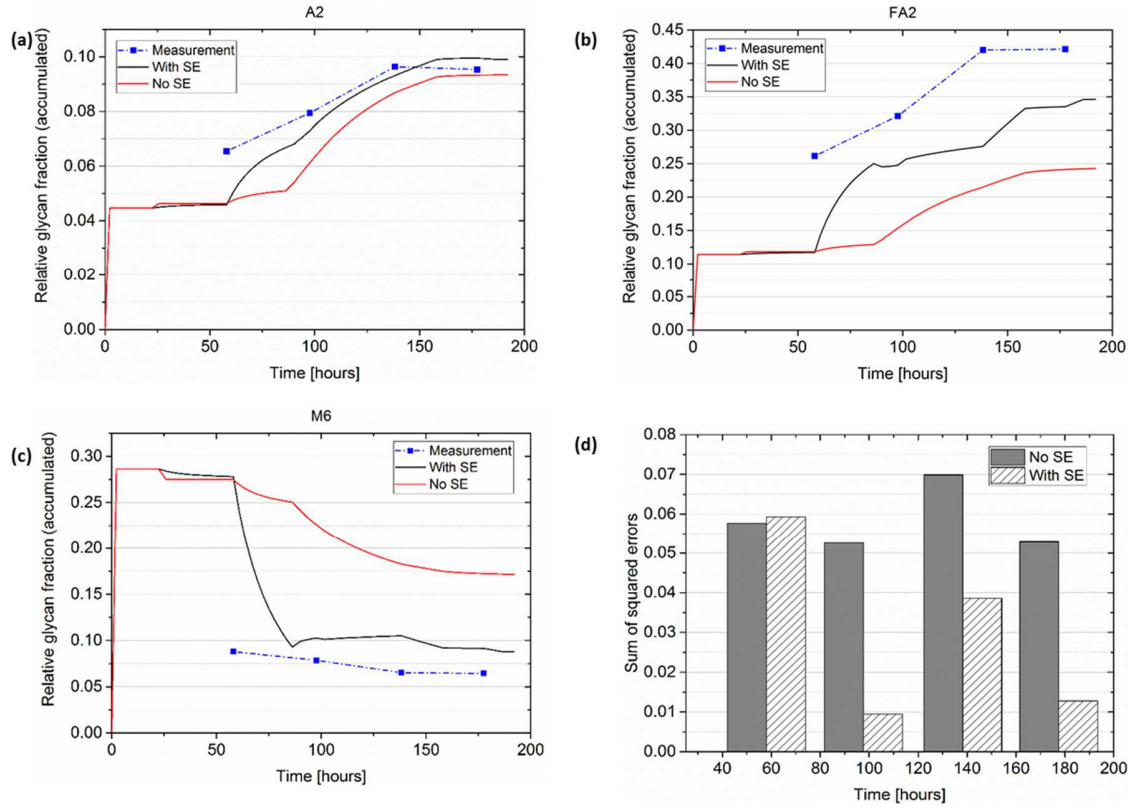 A2
(a)
Measurement
With SE
No SE
Relative glycan fraction (accumulated)
0.10
0.08
0.06
0.04
0.02
0.00
0
50
100
150
200
Time [hours]
FA2
(b)
Measurement
With SE
No SE
Relative glycan fraction (accumulated)
0.45
0.40
0.35
0.30
0.25
0.20
0.15
0.10
0.05
0.00
0
50
100
150
200
Time [hours]
M6
(c)
Measurement
With SE
No SE
Relative glycan fraction (accumulated)
0.30
0.25
0.20
0.15
0.10
0.05
0.00
0
50
100
150
200
Time [hours]
(d)
No SE
With SE
Sum of squared errors
0.08
0.07
0.06
0.05
0.04
0.03
0.02
0.01
0.00
40
60
80
100
120
140
160
180
200
Time [hours]